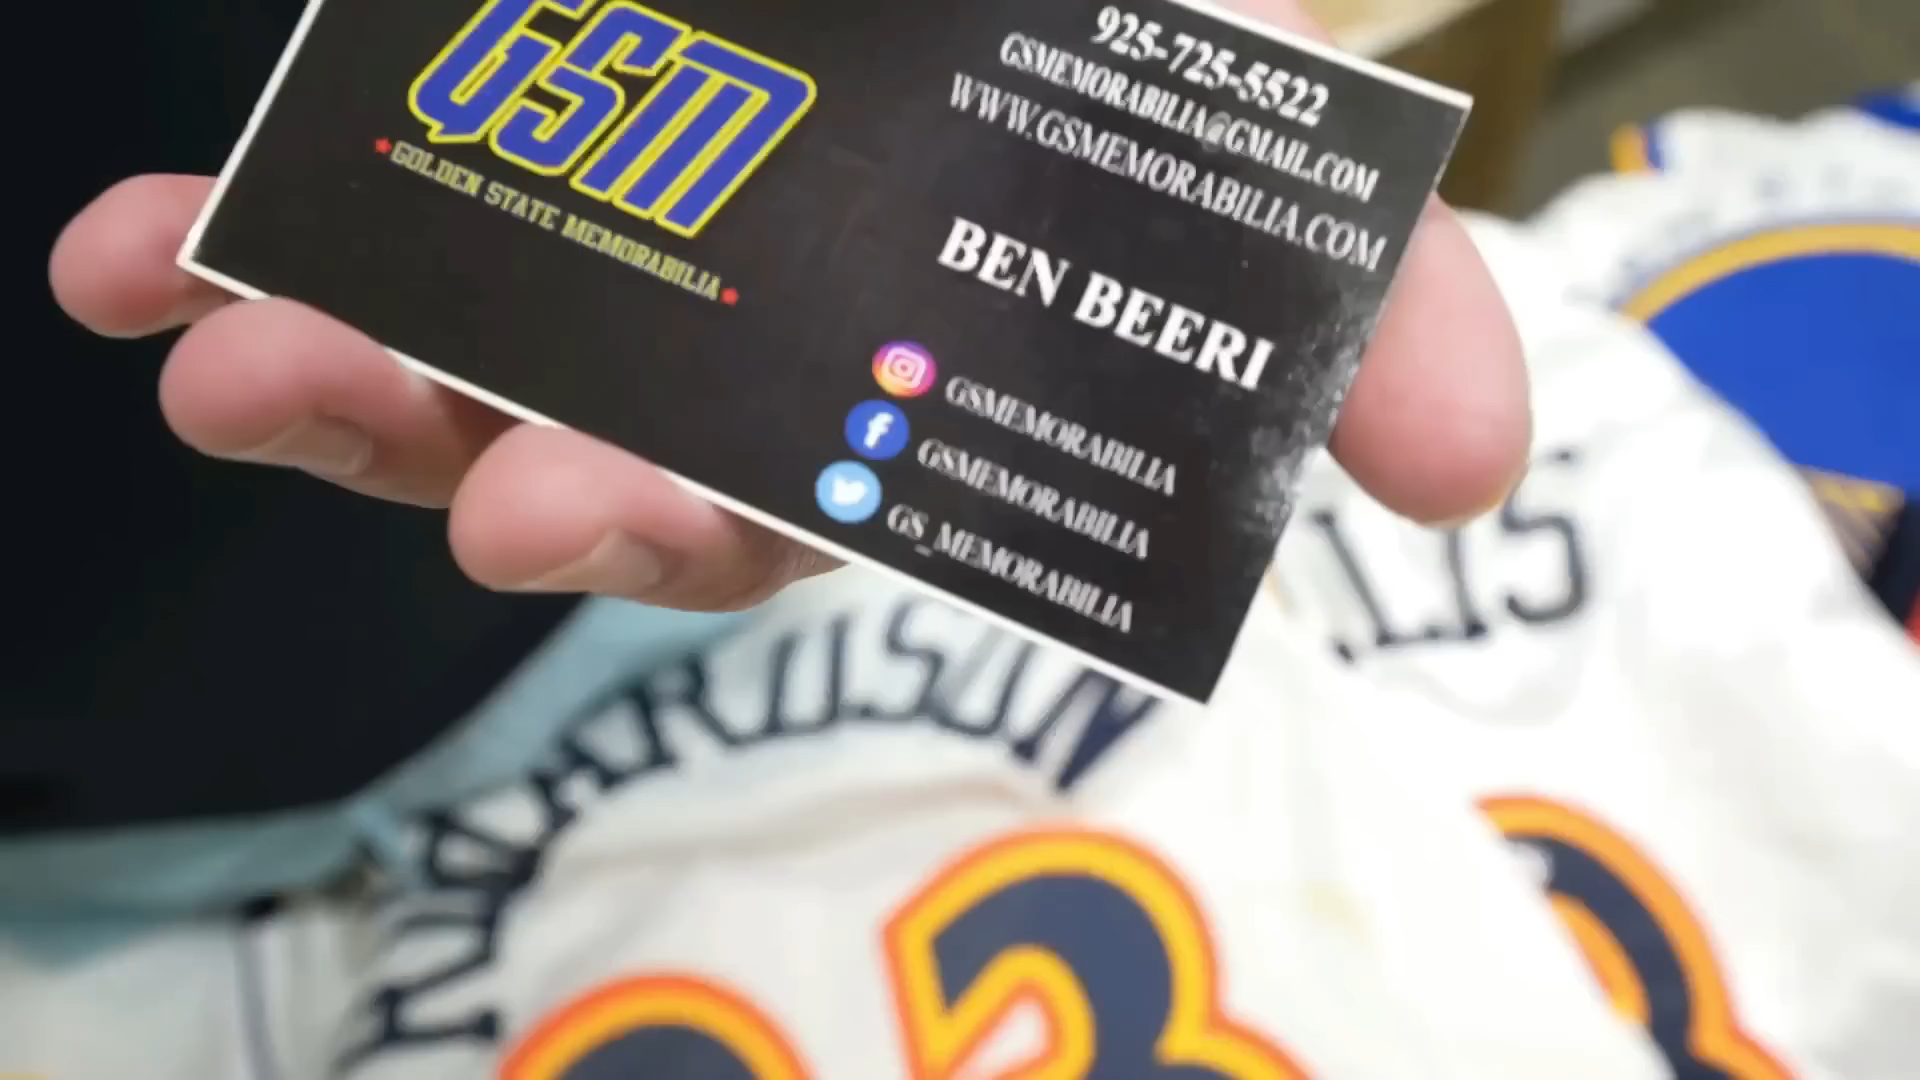 GSM
GOLDEN STATE MEMORABILIA
925-725-5522
GSMEMORABILIA@GMAIL.COM
WWW.GSMEMORABILIA.COM
BEN BEERI
GSMEMORABILIA
GSMEMORABILIA
GS_MEMORABILIA